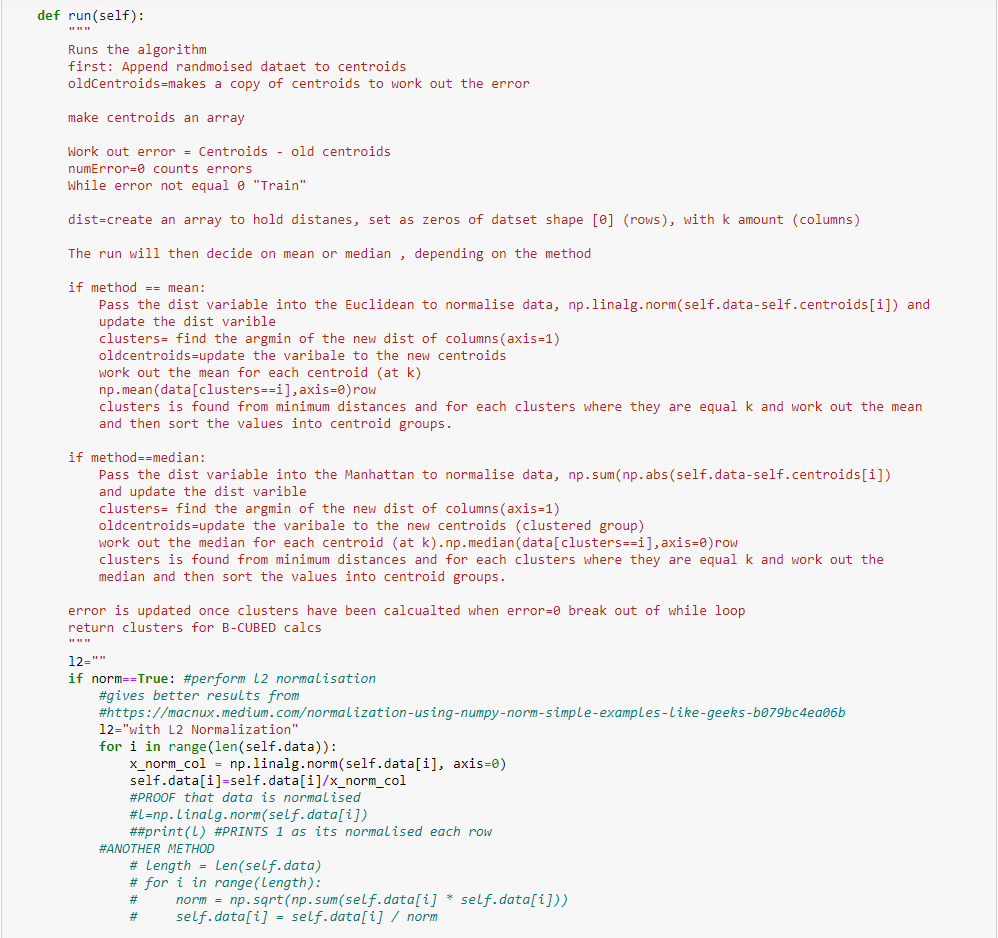 def run(self):
"""
Runs the algorithm
first: Append randmoised dataet to centroids
oldCentroids=makes a copy of centroids to work out the error
make centroids an array
Work out error = Centroids - old centroids
numError=0 counts errors
While error not equal 0 "Train"
dist=create an array to hold distanes, set as zeros of datset shape [0] (rows), with k amount (columns)
The run will then decide on mean or median , depending on the method
if method == mean:
Pass the dist variable into the Euclidean to normalise data, np.linalg.norm(self.data-self.centroids[i]) and
update the dist varible
clusters= find the argmin of the new dist of columns(axis=1)
oldcentroids=update the varibale to the new centroids
work out the mean for each centroid (at k)
np.mean(data[clusters==i],axis=0)row
clusters is found from minimum distances and for each clusters where they are equal k and work out the mean
and then sort the values into centroid groups.
if method==median:
Pass the dist variable into the Manhattan to normalise data, np.sum(np.abs(self.data-self.centroids[i])
and update the dist varible
clusters= find the argmin of the new dist of columns(axis=1)
oldcentroids=update the varibale to the new centroids (clustered group)
work out the median for each centroid (at k).np.median(data[clusters==i],axis=0)row
clusters is found from minimum distances and for each clusters where they are equal k and work out the
median and then sort the values into centroid groups.
error is updated once clusters have been calcualted when error=0 break out of while loop
return clusters for B-CUBED calcs
"""
l2=""
if norm==True: #perform l2 normalisation
#gives better results from
#https://macnux.medium.com/normalization-using-numpy-norm-simple-examples-like-geeks-b079bc4ea06b
l2="with L2 Normalization"
for i in range(len(self.data)):
x_norm_col = np.linalg.norm(self.data[i], axis=0)
self.data[i]=self.data[i]/x_norm_col
#PROOF that data is normalised
#l=np.linalg.norm(self.data[i])
##print(l) #PRINTS 1 as its normalised each row
#ANOTHER METHOD
# length = len(self.data)
# for i in range(length):
#     norm = np.sqrt(np.sum(self.data[i] * self.data[i]))
#     self.data[i] = self.data[i] / norm